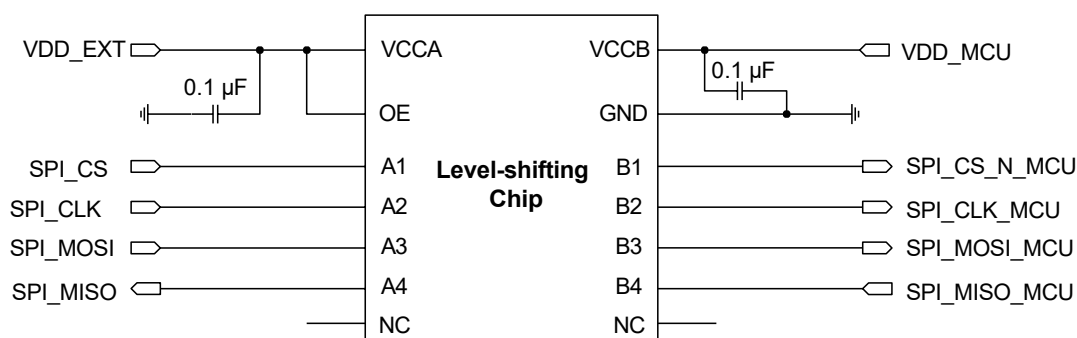 VDD_EXT VCCA VCCB VDD_MCU
0.1 µF 0.1 µF
OE GND
SPI_CS A1 Level-shifting B1 SPI_CS_N_MCU
Chip
SPI_CLK A2 B2 SPI_CLK_MCU
SPI_MOSI A3 B3 SPI_MOSI_MCU
SPI_MISO A4 B4 SPI_MISO_MCU
NC NC